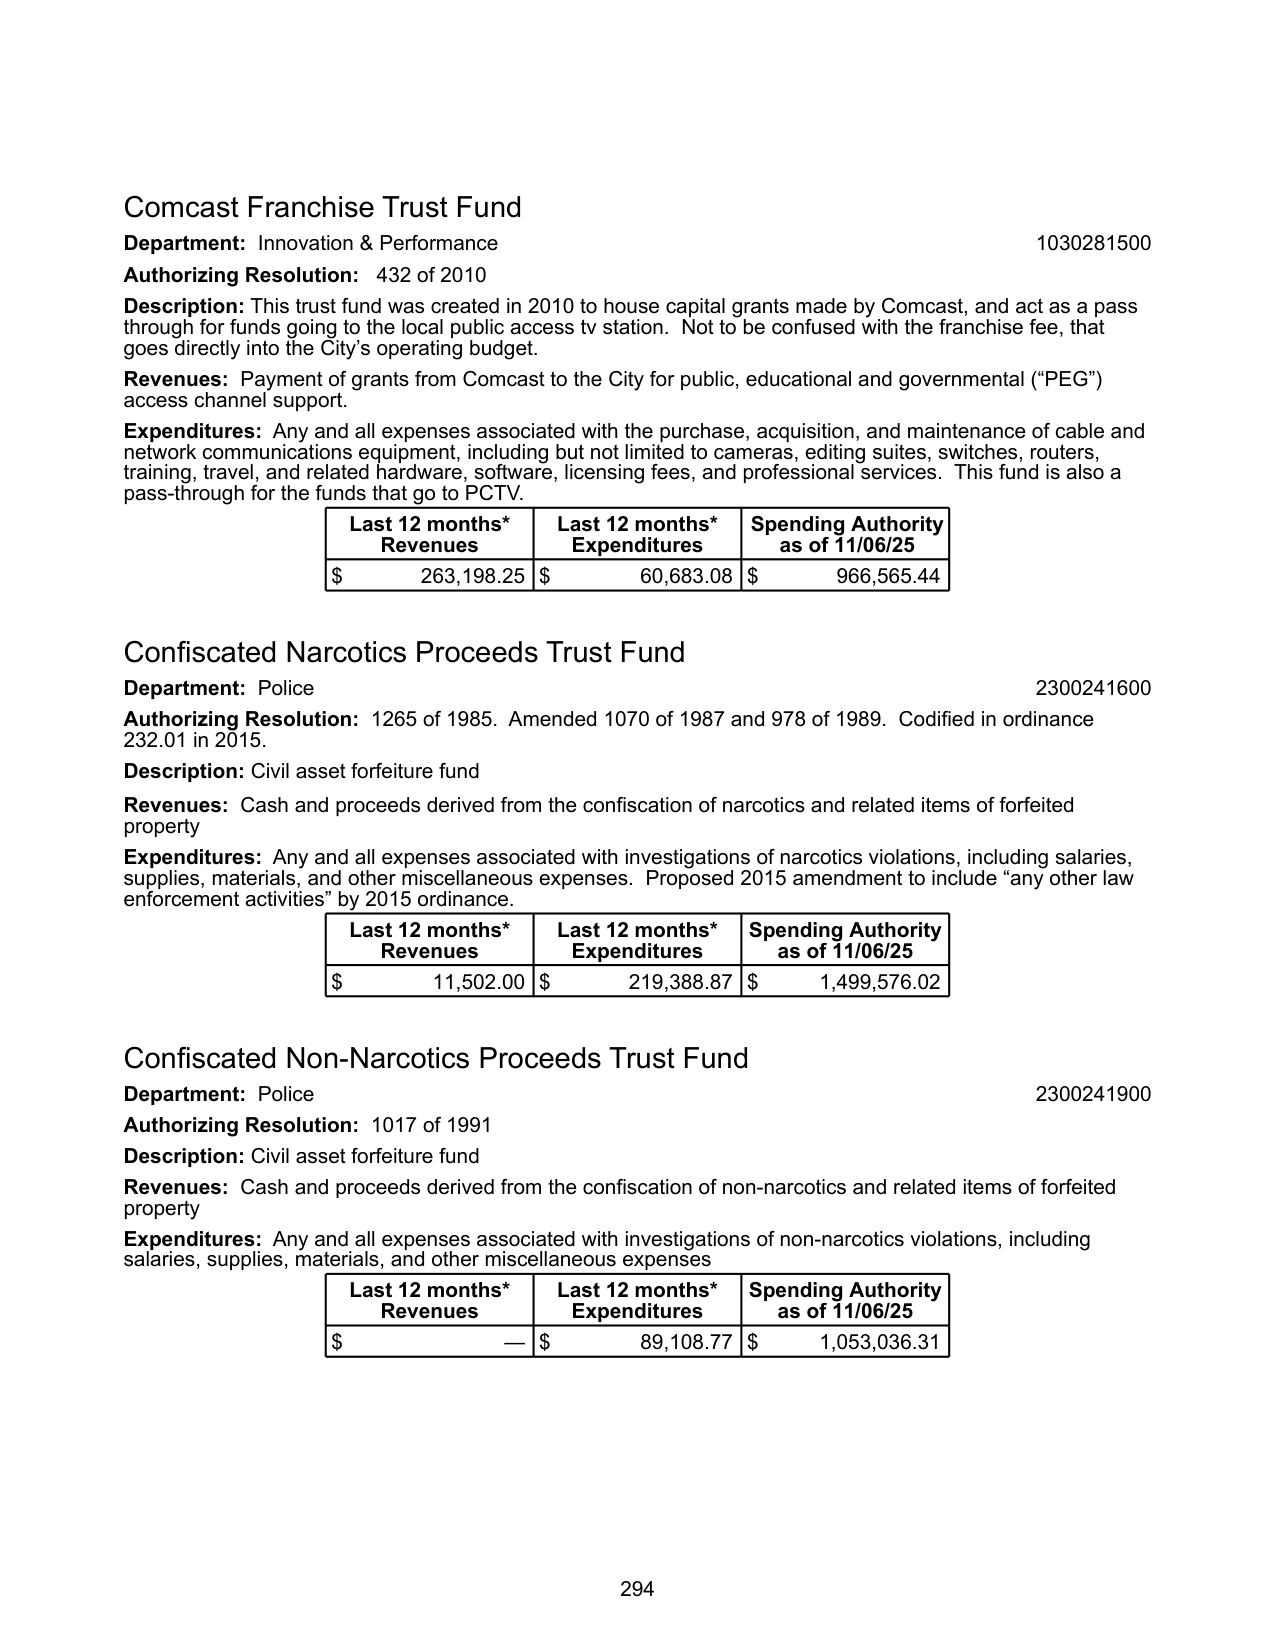 Comcast Franchise Trust Fund
Department: Innovation & Performance 1030281500
Authorizing Resolution: 432 of 2010
Description: This trust fund was created in 2010 to house capital grants made by Comcast, and act as a pass
through for funds going to the local public access tv station. Not to be confused with the franchise fee, that
goes directly into the City’s operating budget.
Revenues: Payment of grants from Comcast to the City for public, educational and governmental (“PEG”)
access channel support.
Expenditures: Any and all expenses associated with the purchase, acquisition, and maintenance of cable and
network communications equipment, including but not limited to cameras, editing suites, switches, routers,
training, travel, and related hardware, software, licensing fees, and professional services. This fund is also a
pass-through for the funds that go to PCTV.
Last 12 months* Last 12 months* Spending Authority
Revenues Expenditures as of 11/06/25
$ 263,198.25 $ 60,683.08 $ 966,565.44
Confiscated Narcotics Proceeds Trust Fund
Department: Police 2300241600
Authorizing Resolution: 1265 of 1985. Amended 1070 of 1987 and 978 of 1989. Codified in ordinance
232.01 in 2015.
Description: Civil asset forfeiture fund
Revenues: Cash and proceeds derived from the confiscation of narcotics and related items of forfeited
property
Expenditures: Any and all expenses associated with investigations of narcotics violations, including salaries,
supplies, materials, and other miscellaneous expenses. Proposed 2015 amendment to include “any other law
enforcement activities” by 2015 ordinance.
Last 12 months* Last 12 months* Spending Authority
Revenues Expenditures as of 11/06/25
$ 11,502.00 $ 219,388.87 $ 1,499,576.02
Confiscated Non-Narcotics Proceeds Trust Fund
Department: Police 2300241900
Authorizing Resolution: 1017 of 1991
Description: Civil asset forfeiture fund
Revenues: Cash and proceeds derived from the confiscation of non-narcotics and related items of forfeited
property
Expenditures: Any and all expenses associated with investigations of non-narcotics violations, including
salaries, supplies, materials, and other miscellaneous expenses
Last 12 months* Last 12 months* Spending Authority
Revenues Expenditures as of 11/06/25
$ — $ 89,108.77 $ 1,053,036.31
294